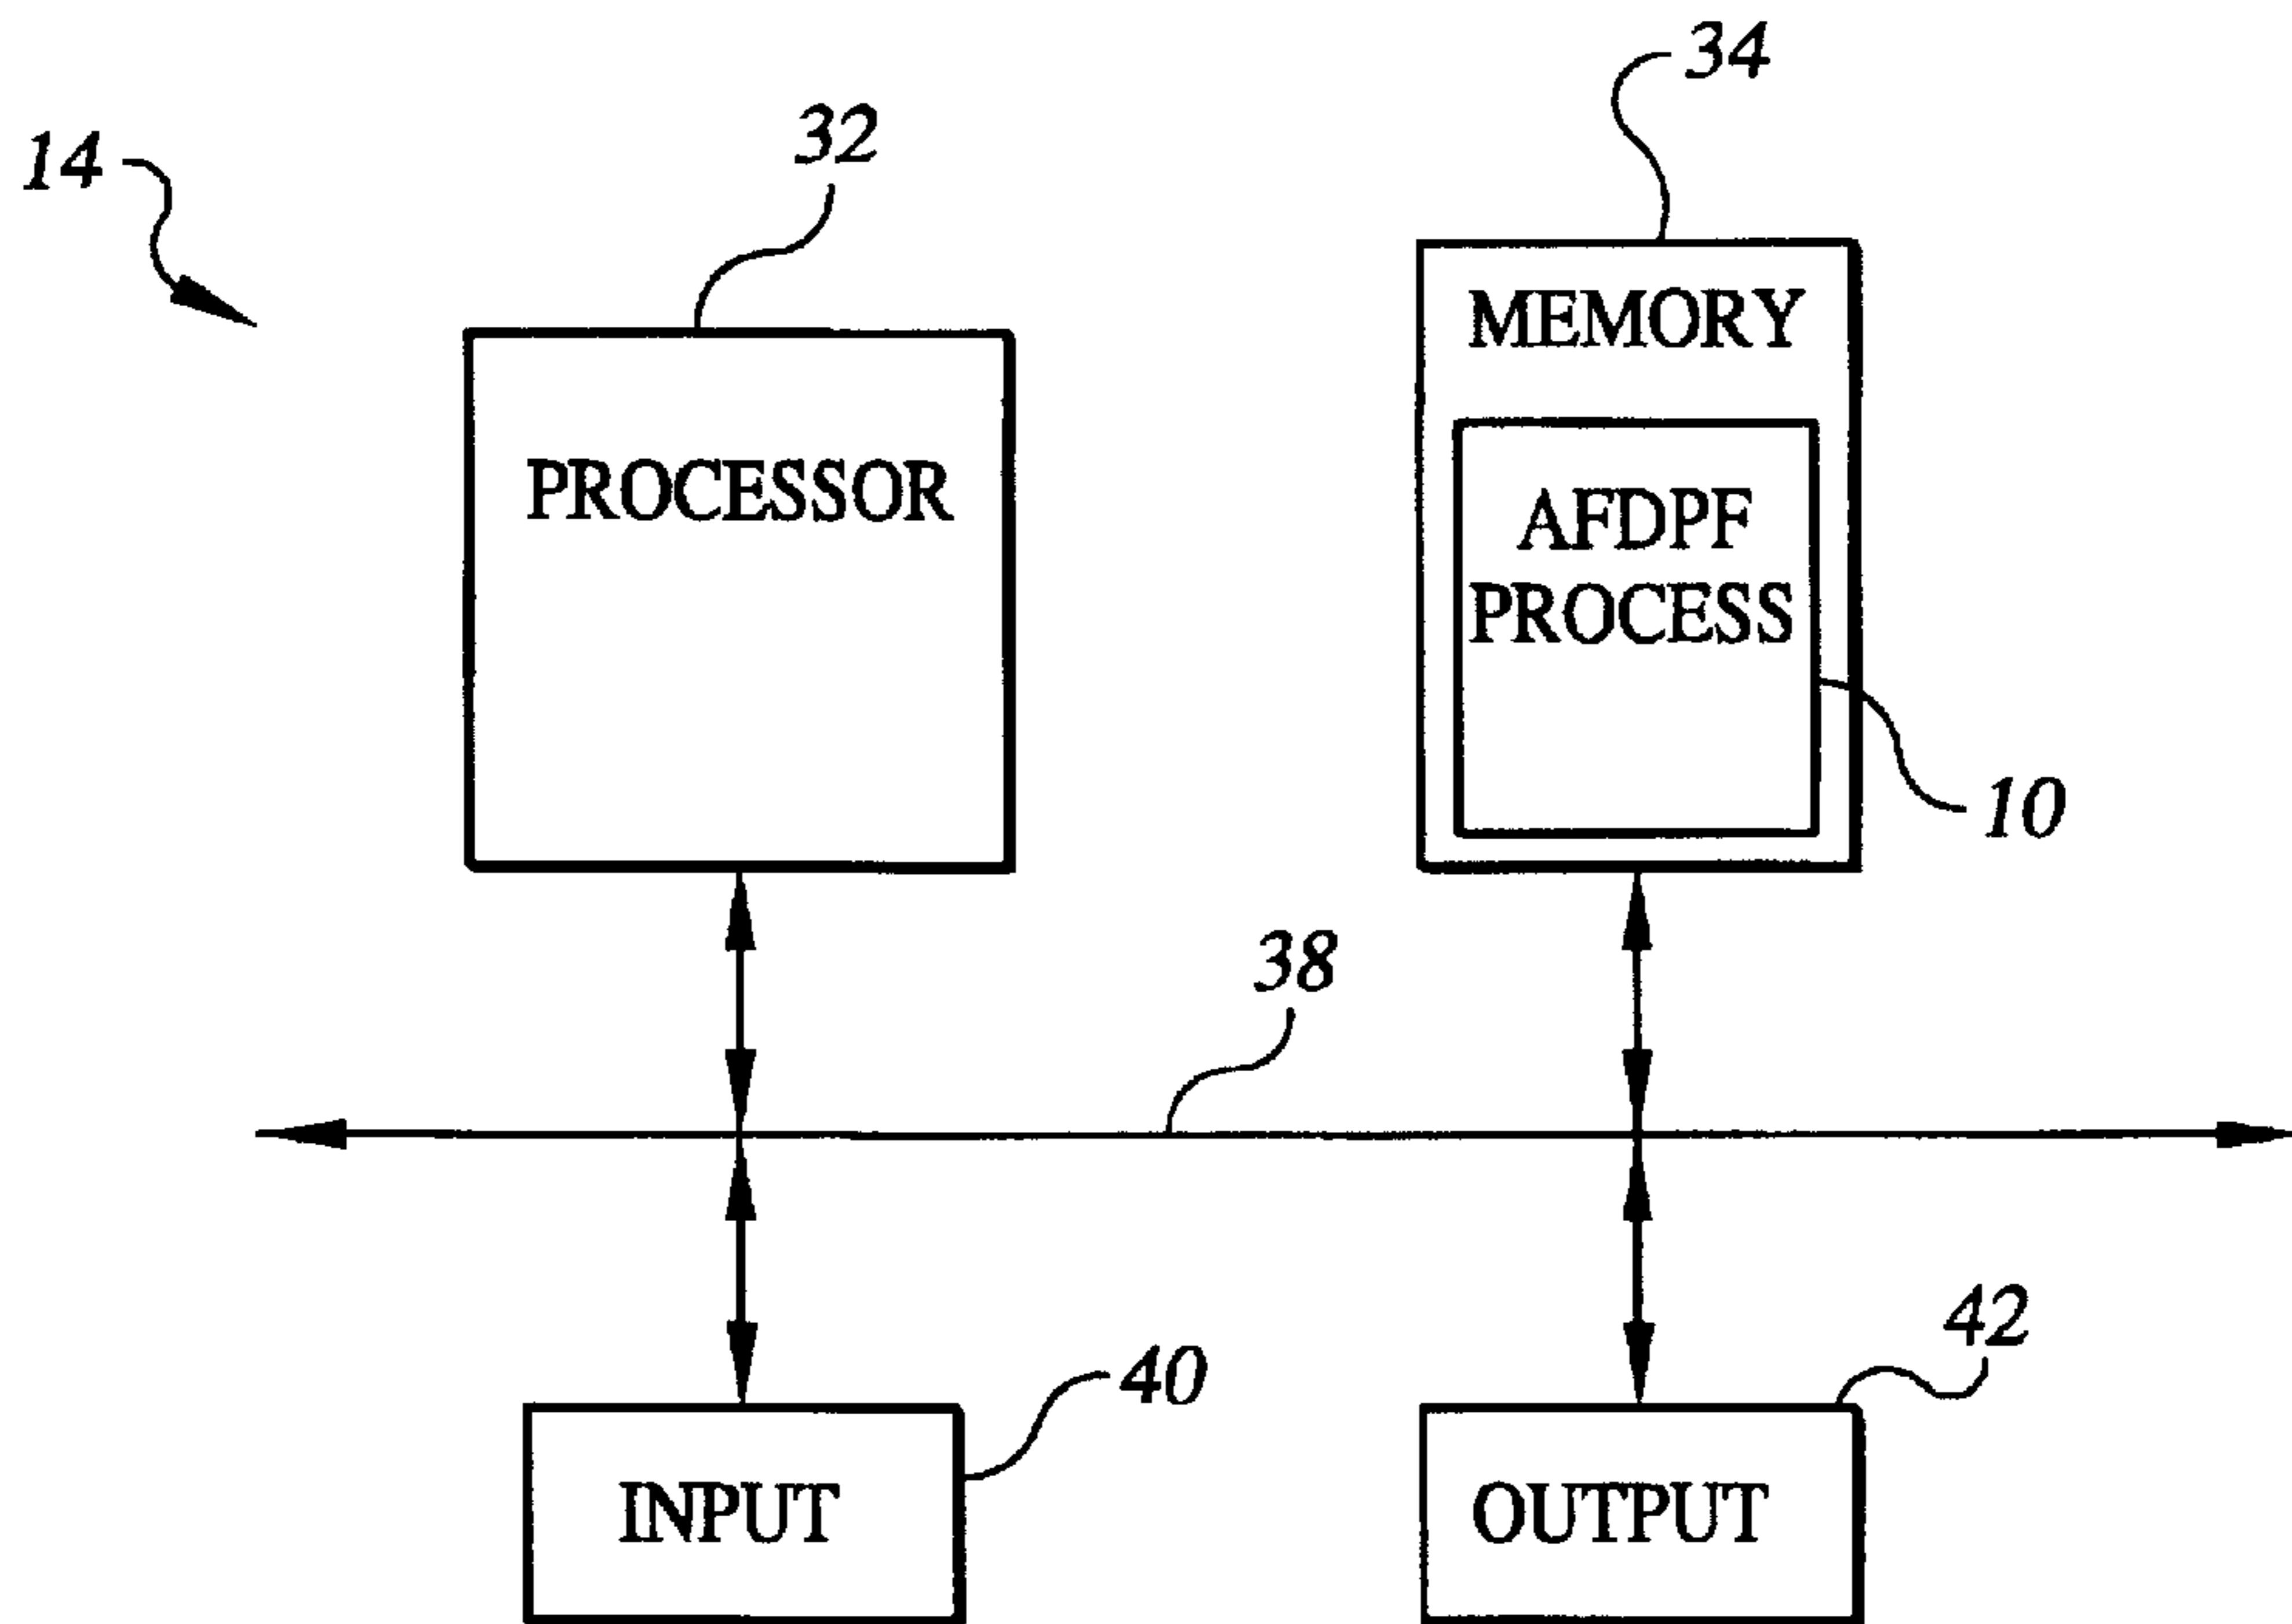 34
32
14
MEMORY
PROCESSOR
AFDPF
PROCESS
10
38
42
40
INPUT
OUTPUT